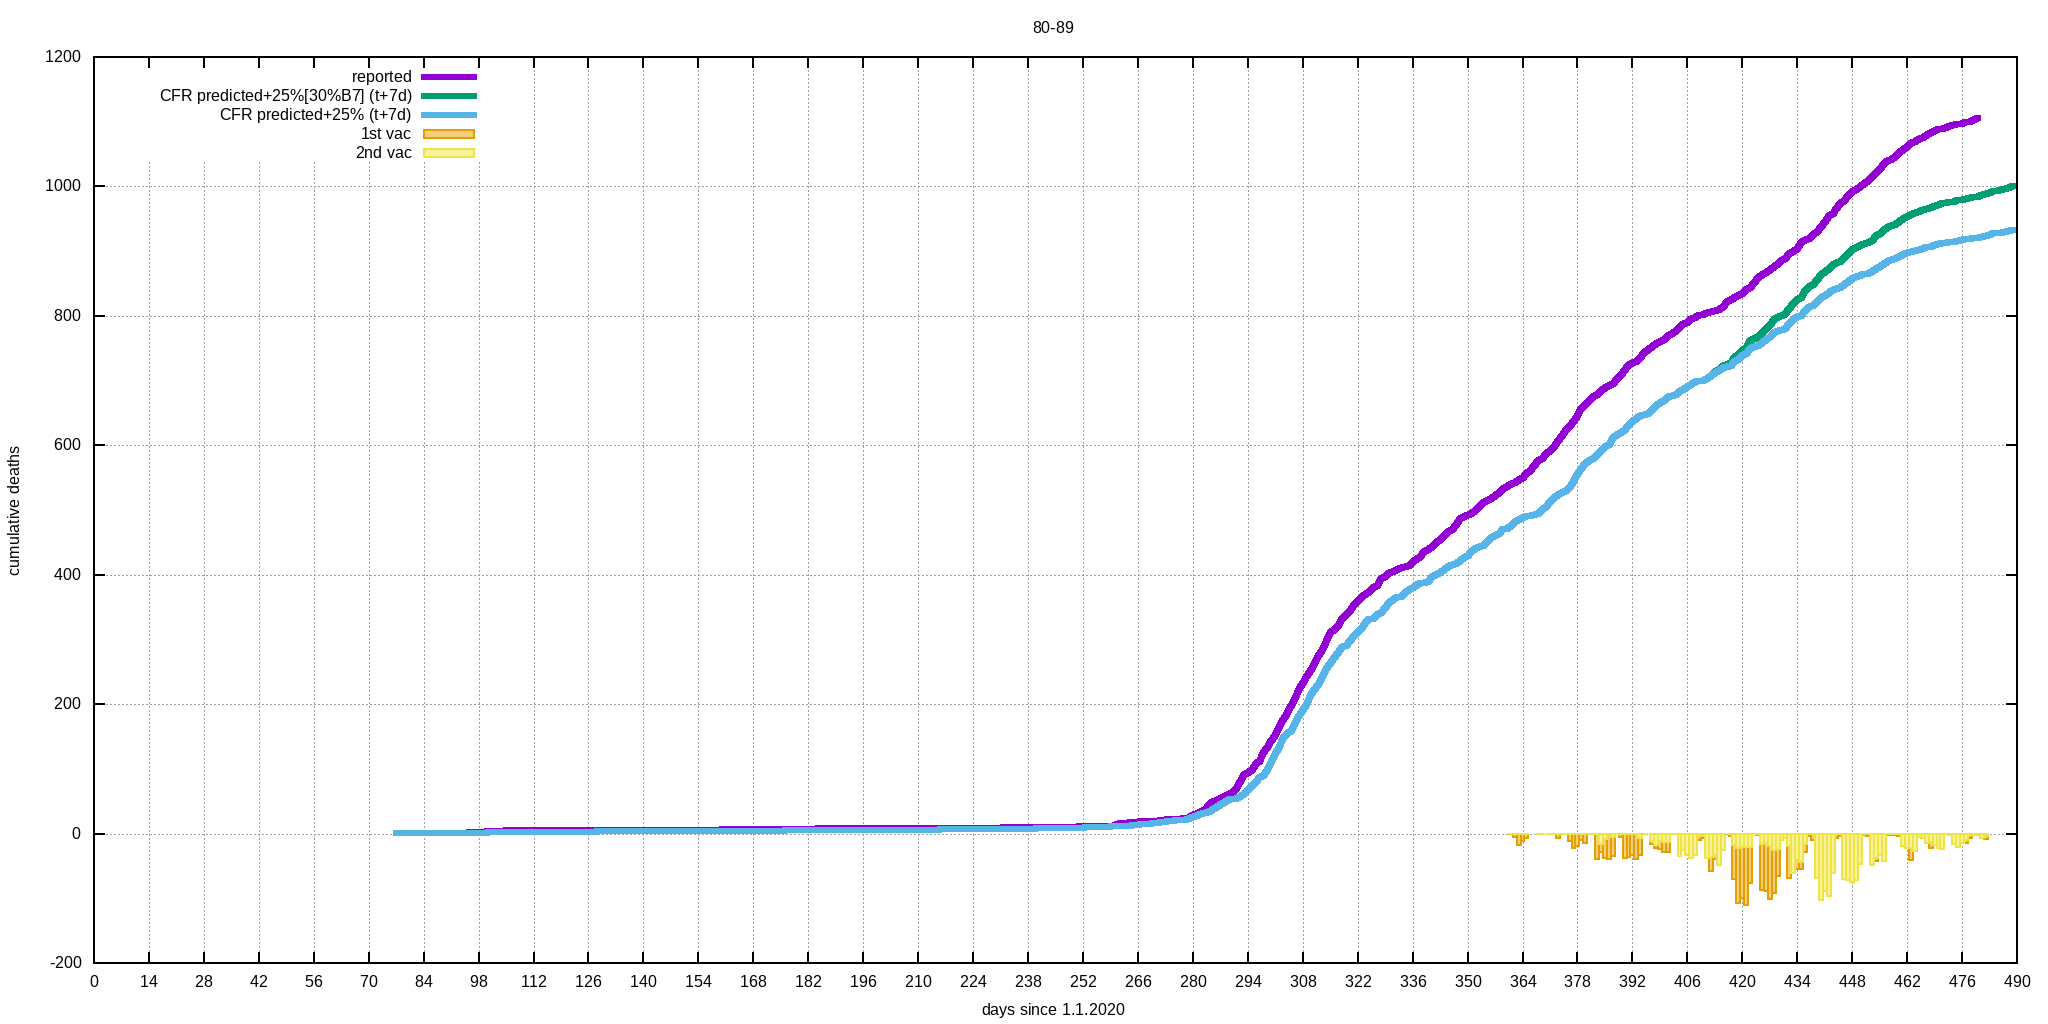 80-89
1200
reported
CFR predicted+25%[30%B7] (t+7d)
CFR predicted+25% (t+7d)
1st vac
2nd vac
1000
800
600
cumulative deaths
400
200
0
-200
0 14 28 42 56 70 84 98 112 126 140 154 168 182 196 210 224 238 252 266 280 294 308 322 336 350 364 378 392 406 420 434 448 462 476 490
days since 1.1.2020